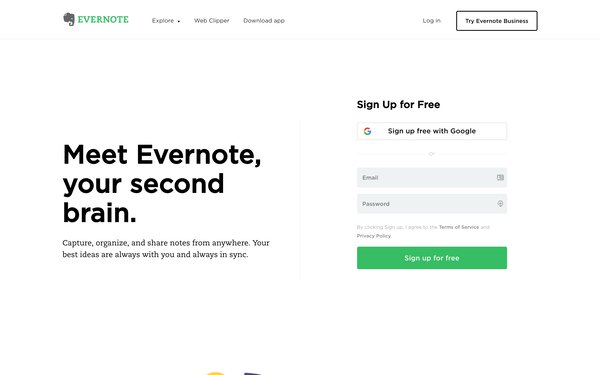 EVERNOTE
Explore
Web Clipper
Download app
Log in
Try Evernote Business
Meet Evernote,
your second
brain.
Capture, organize, and share notes from anywhere. Your
best ideas are always with you and always in sync.
Sign Up for Free
Sign up free with Google
OR
Email
Password
By clicking Sign up, I agree to the Terms of Service and
Privacy Policy.
Sign up for free